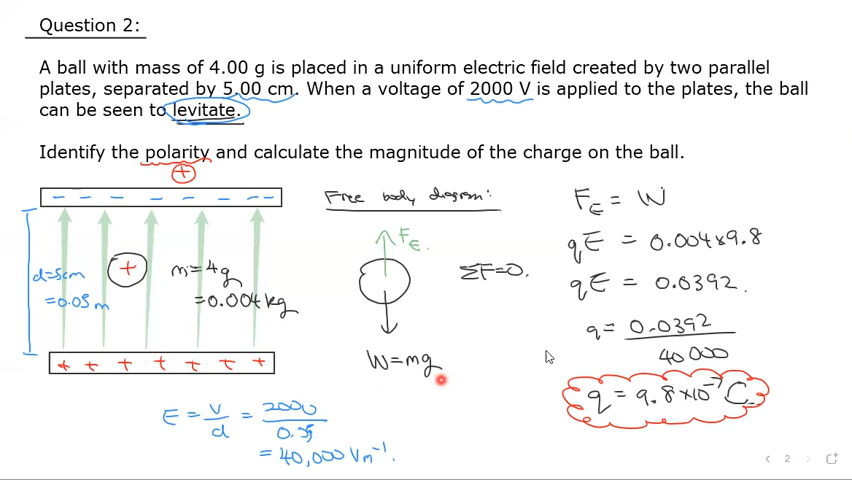 Question 2:
A ball with mass of 4.00 g is placed in a uniform electric field created by two parallel
plates, separated by 5.00 cm. When a voltage of 2000 V is applied to the plates, the ball
can be seen to levitate.
Identify the polarity and calculate the magnitude of the charge on the ball.
+
− − − − − − −
d=5cm
=0.05m
+
m=4g
=0.004kg
+ + + + + + +
E = V/d = 2000/0.05
= 40,000 Vm⁻¹.
Free body diagram:
F_E.
ΣF=0.
W=mg
F_E = W
qE = 0.004×9.8
qE = 0.0392.
q = 0.0392/40000
q = 9.8×10⁻⁷ C.
2